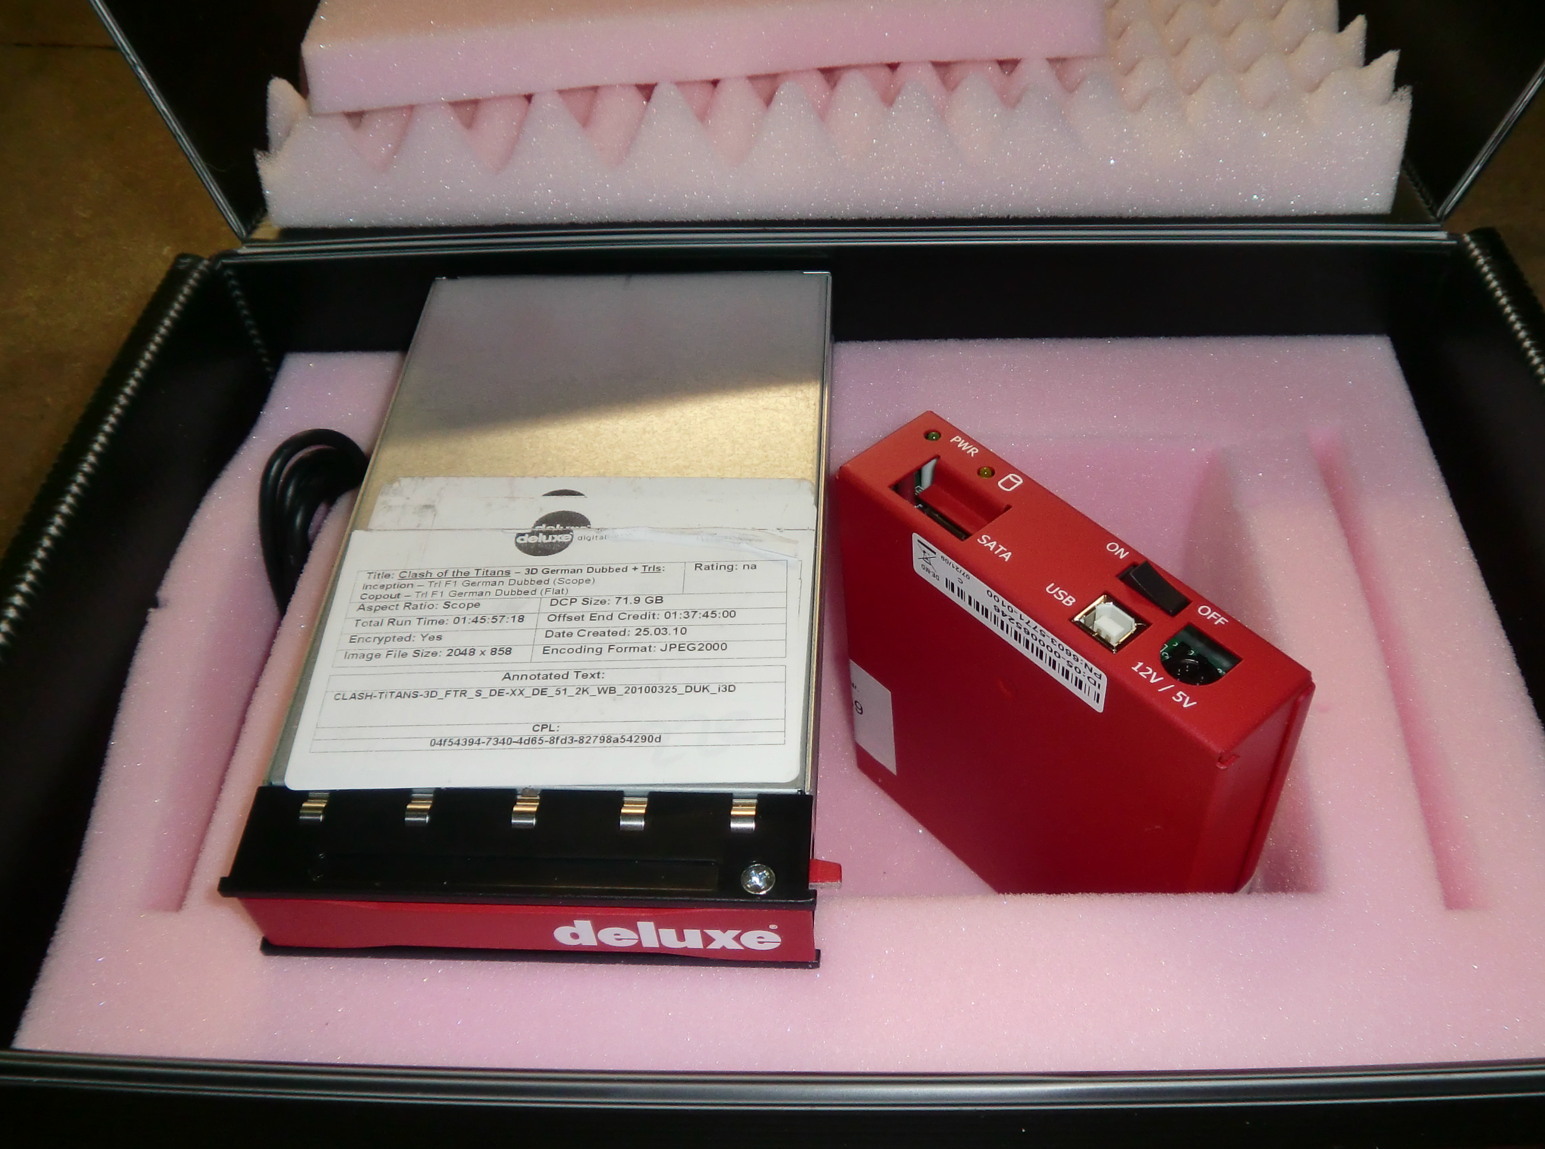 deluxe
deluxe digital
Title: Clash of the Titans – 3D German Dubbed + Trls:
Inception – Trl F1 German Dubbed (Scope)
Copout – Trl F1 German Dubbed (Flat)
Rating: na
Aspect Ratio: Scope
DCP Size: 71.9 GB
Total Run Time: 01:45:57:18
Offset End Credit: 01:37:45:00
Encrypted: Yes
Date Created: 25.03.10
Image File Size: 2048 x 858
Encoding Format: JPEG2000
Annotated Text:
CLASH-TITANS-3D_FTR_S_DE-XX_DE_51_2K_WB_20100325_DUK_i3D
CPL:
04f54394-7340-4d65-8fd3-82798a54290d
deluxe
PWR
SATA
ON
OFF
USB
12V / 5V
PN:6603-5771-0100